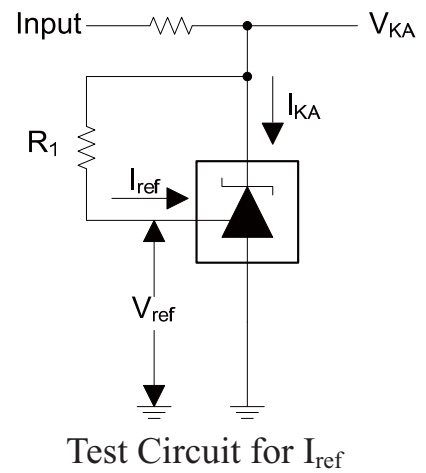 Input
V_KA
I_KA
R_1
I_ref
V_ref
Test Circuit for I_ref